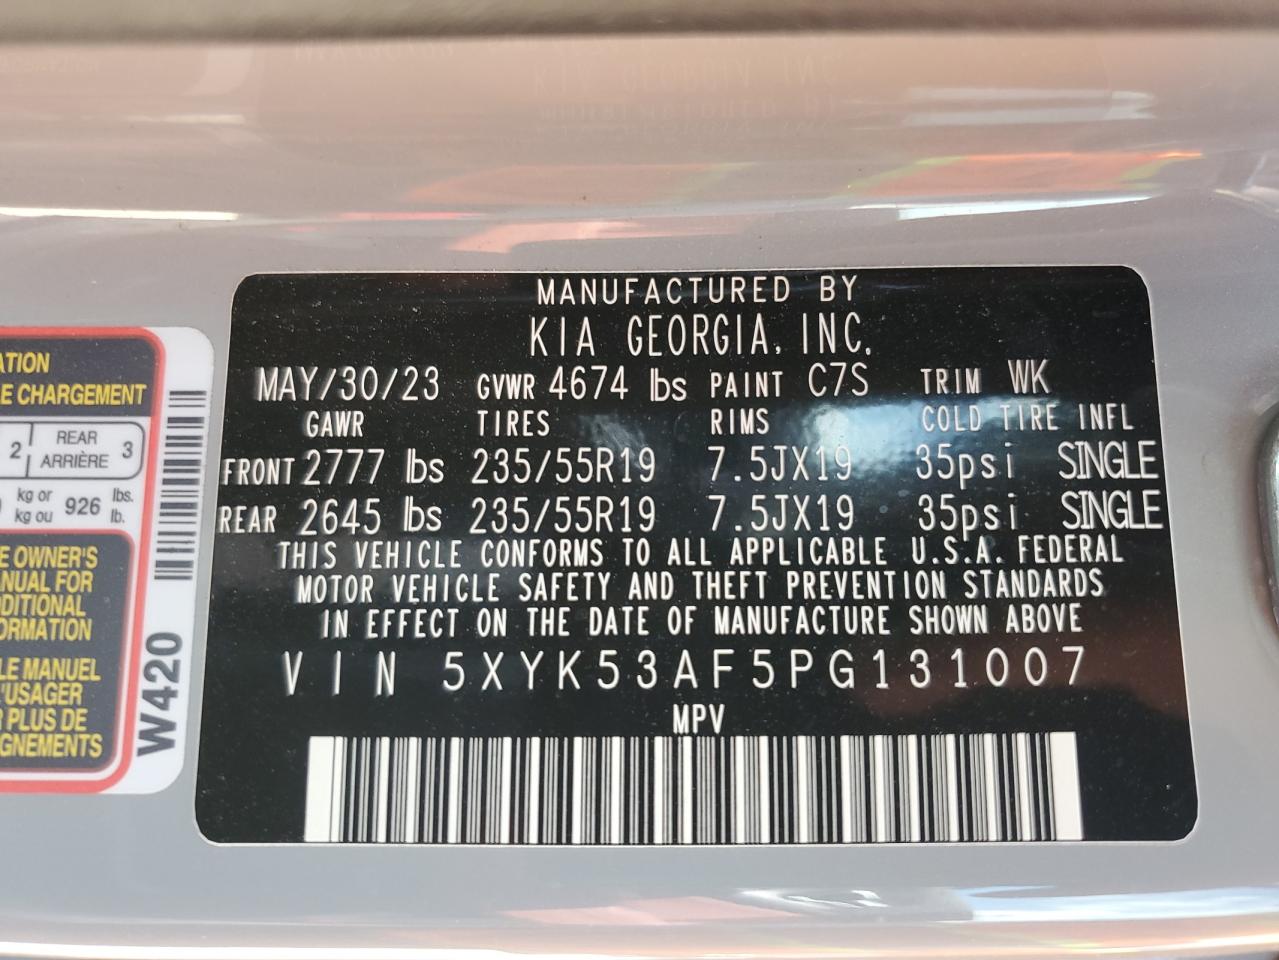 MANUFACTURED BY
KIA GEORGIA, INC.
MAY/30/23 GVWR 4674 lbs PAINT C7S TRIM WK
GAWR TIRES RIMS COLD TIRE INFL
FRONT 2777 lbs 235/55R19 7.5JX19 35psi SINGLE
REAR 2645 lbs 235/55R19 7.5JX19 35psi SINGLE
THIS VEHICLE CONFORMS TO ALL APPLICABLE U.S.A. FEDERAL
MOTOR VEHICLE SAFETY AND THEFT PREVENTION STANDARDS
IN EFFECT ON THE DATE OF MANUFACTURE SHOWN ABOVE
VIN 5XYK53AF5PG131007
MPV
ATION
E CHARGEMENT
2 REAR 3
ARRIÈRE
kg or 926 lbs.
kg ou lb.
E OWNER'S
ANUAL FOR
DDITIONAL
ORMATION
LE MANUEL
'USAGER
R PLUS DE
IGNEMENTS
W420